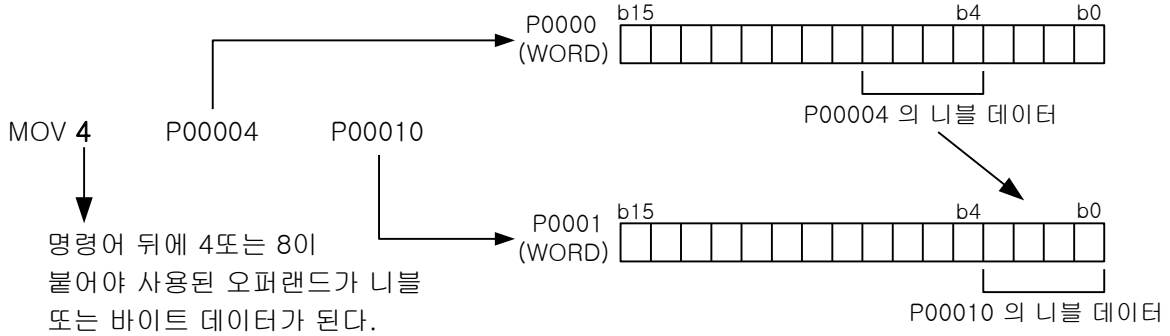 b15 b4 b0
P0000
(WORD)
P00004 의 니블 데이터
MOV 4 P00004 P00010
b15 b4 b0
P0001
(WORD)
P00010 의 니블 데이터
명령어 뒤에 4또는 8이
붙어야 사용된 오퍼랜드가 니블
또는 바이트 데이터가 된다.